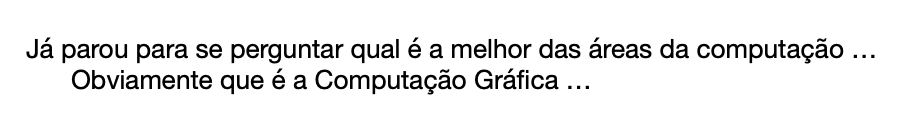 Já parou para se perguntar qual é a melhor das áreas da computação …
Obviamente que é a Computação Gráfica …